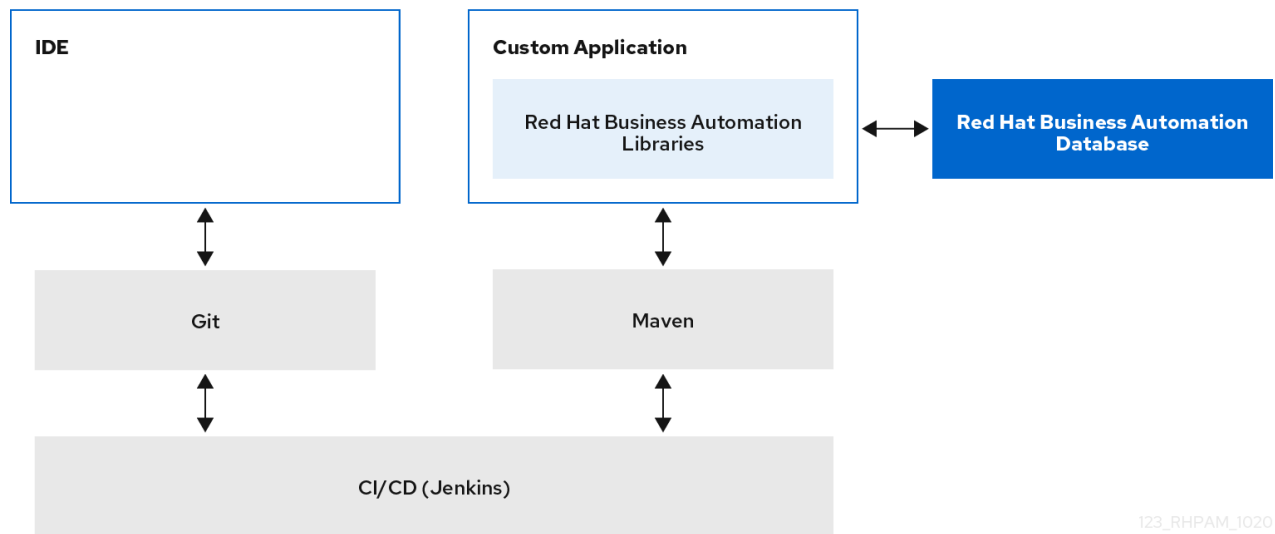 IDE
Custom Application
Red Hat Business Automation
Libraries
Red Hat Business Automation
Database
Git
Maven
CI/CD (Jenkins)
123_RHPAM_1020